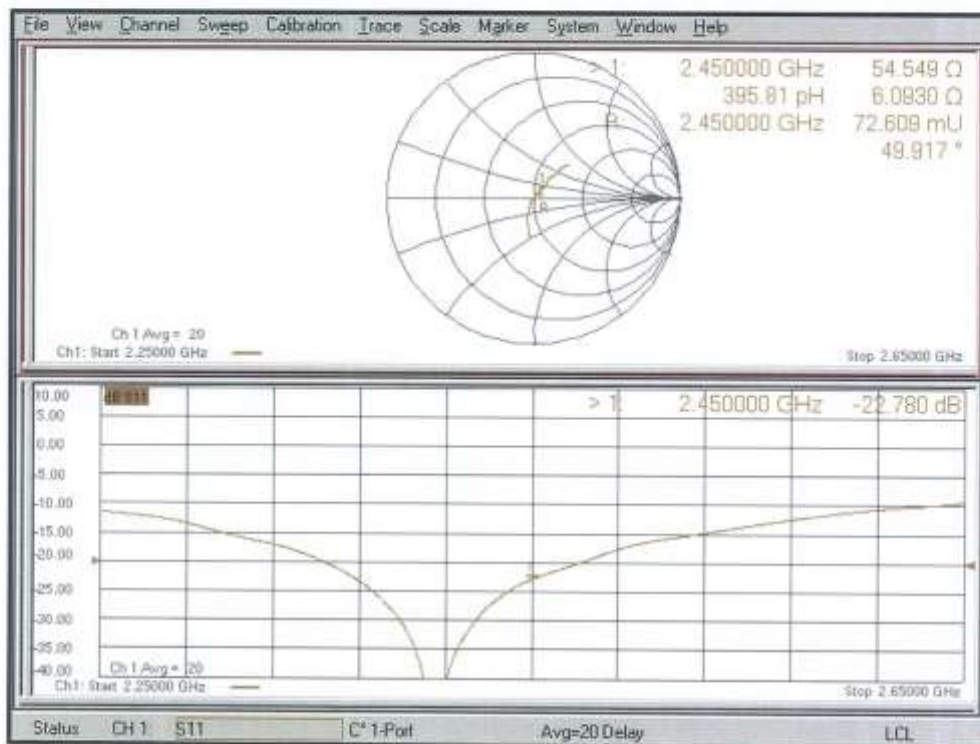 File View Channel Sweep Calibration Trace Scale Marker System Window Help
> 1: 2.450000 GHz 54.549 Ω
395.81 pH 6.0930 Ω
R: 2.450000 GHz 72.609 mU
49.917 °
1
R
Ch 1 Avg = 20
Ch1: Start 2.25000 GHz
Stop 2.65000 GHz
10.00
dB S11
> 1: 2.450000 GHz -22.780 dB
5.00
0.00
-5.00
-10.00
-15.00
-20.00
-25.00
-30.00
-35.00
-40.00
Ch 1 Avg = 20
Ch1: Start 2.25000 GHz
Stop 2.65000 GHz
Status CH 1: S11 C* 1-Port Avg=20 Delay LCL